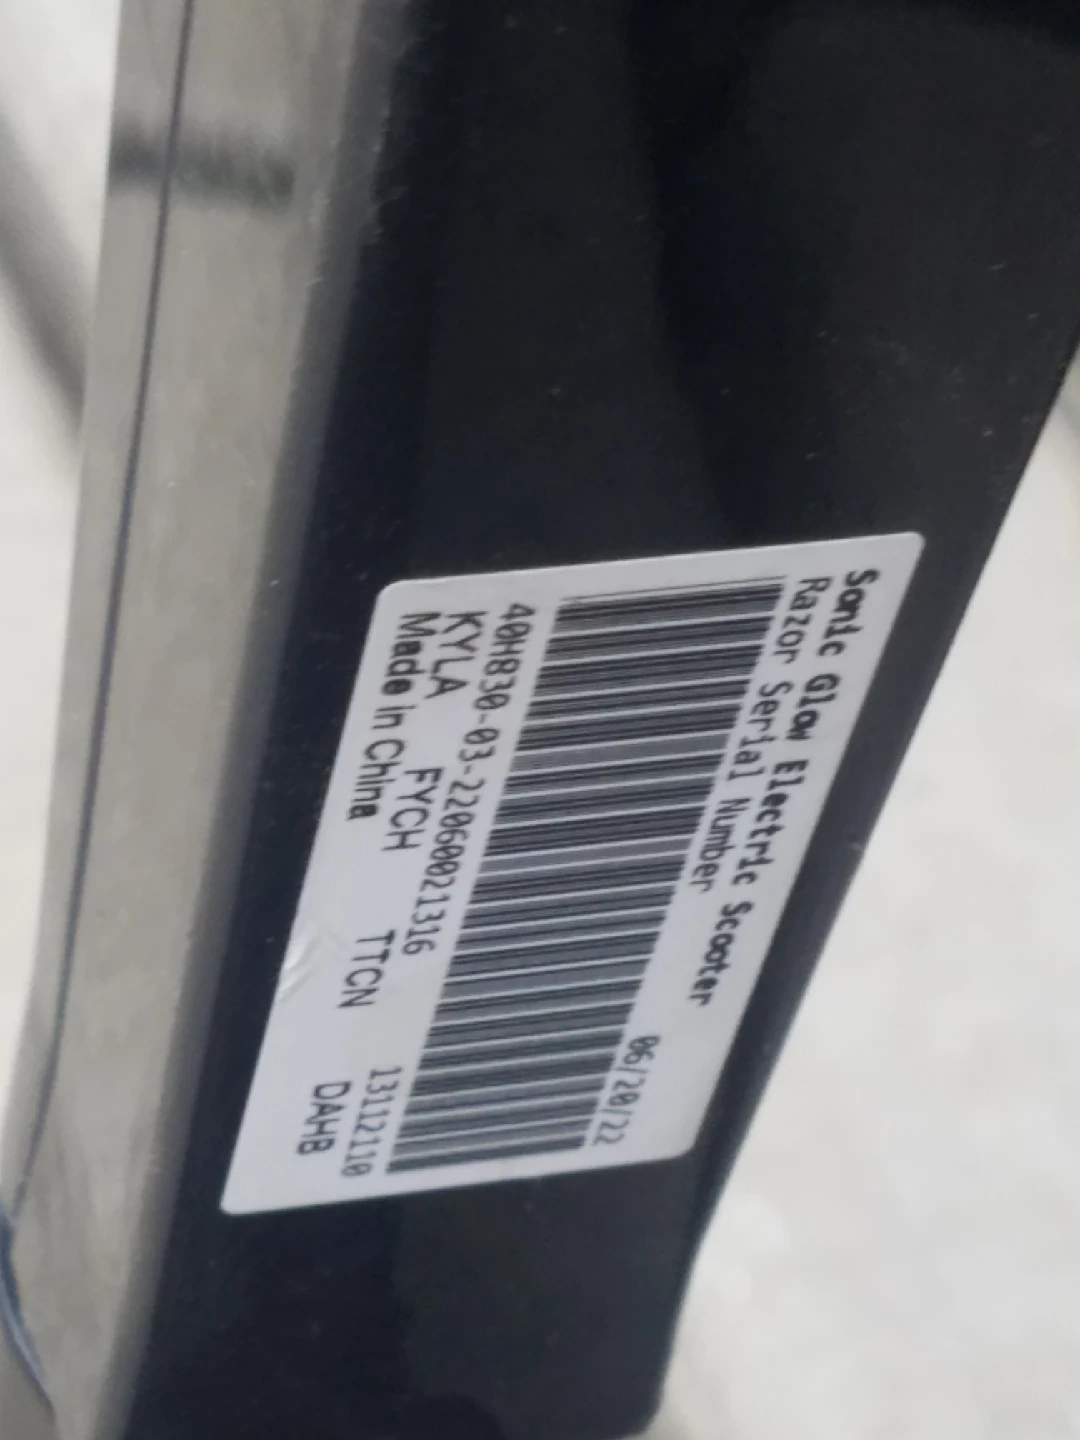 Sonic Glow Electric Scooter
Razor Serial Number 06/20/22
40H830-03-22060021316 13112110
KYLA FYCH TTCN DAHB
Made in China